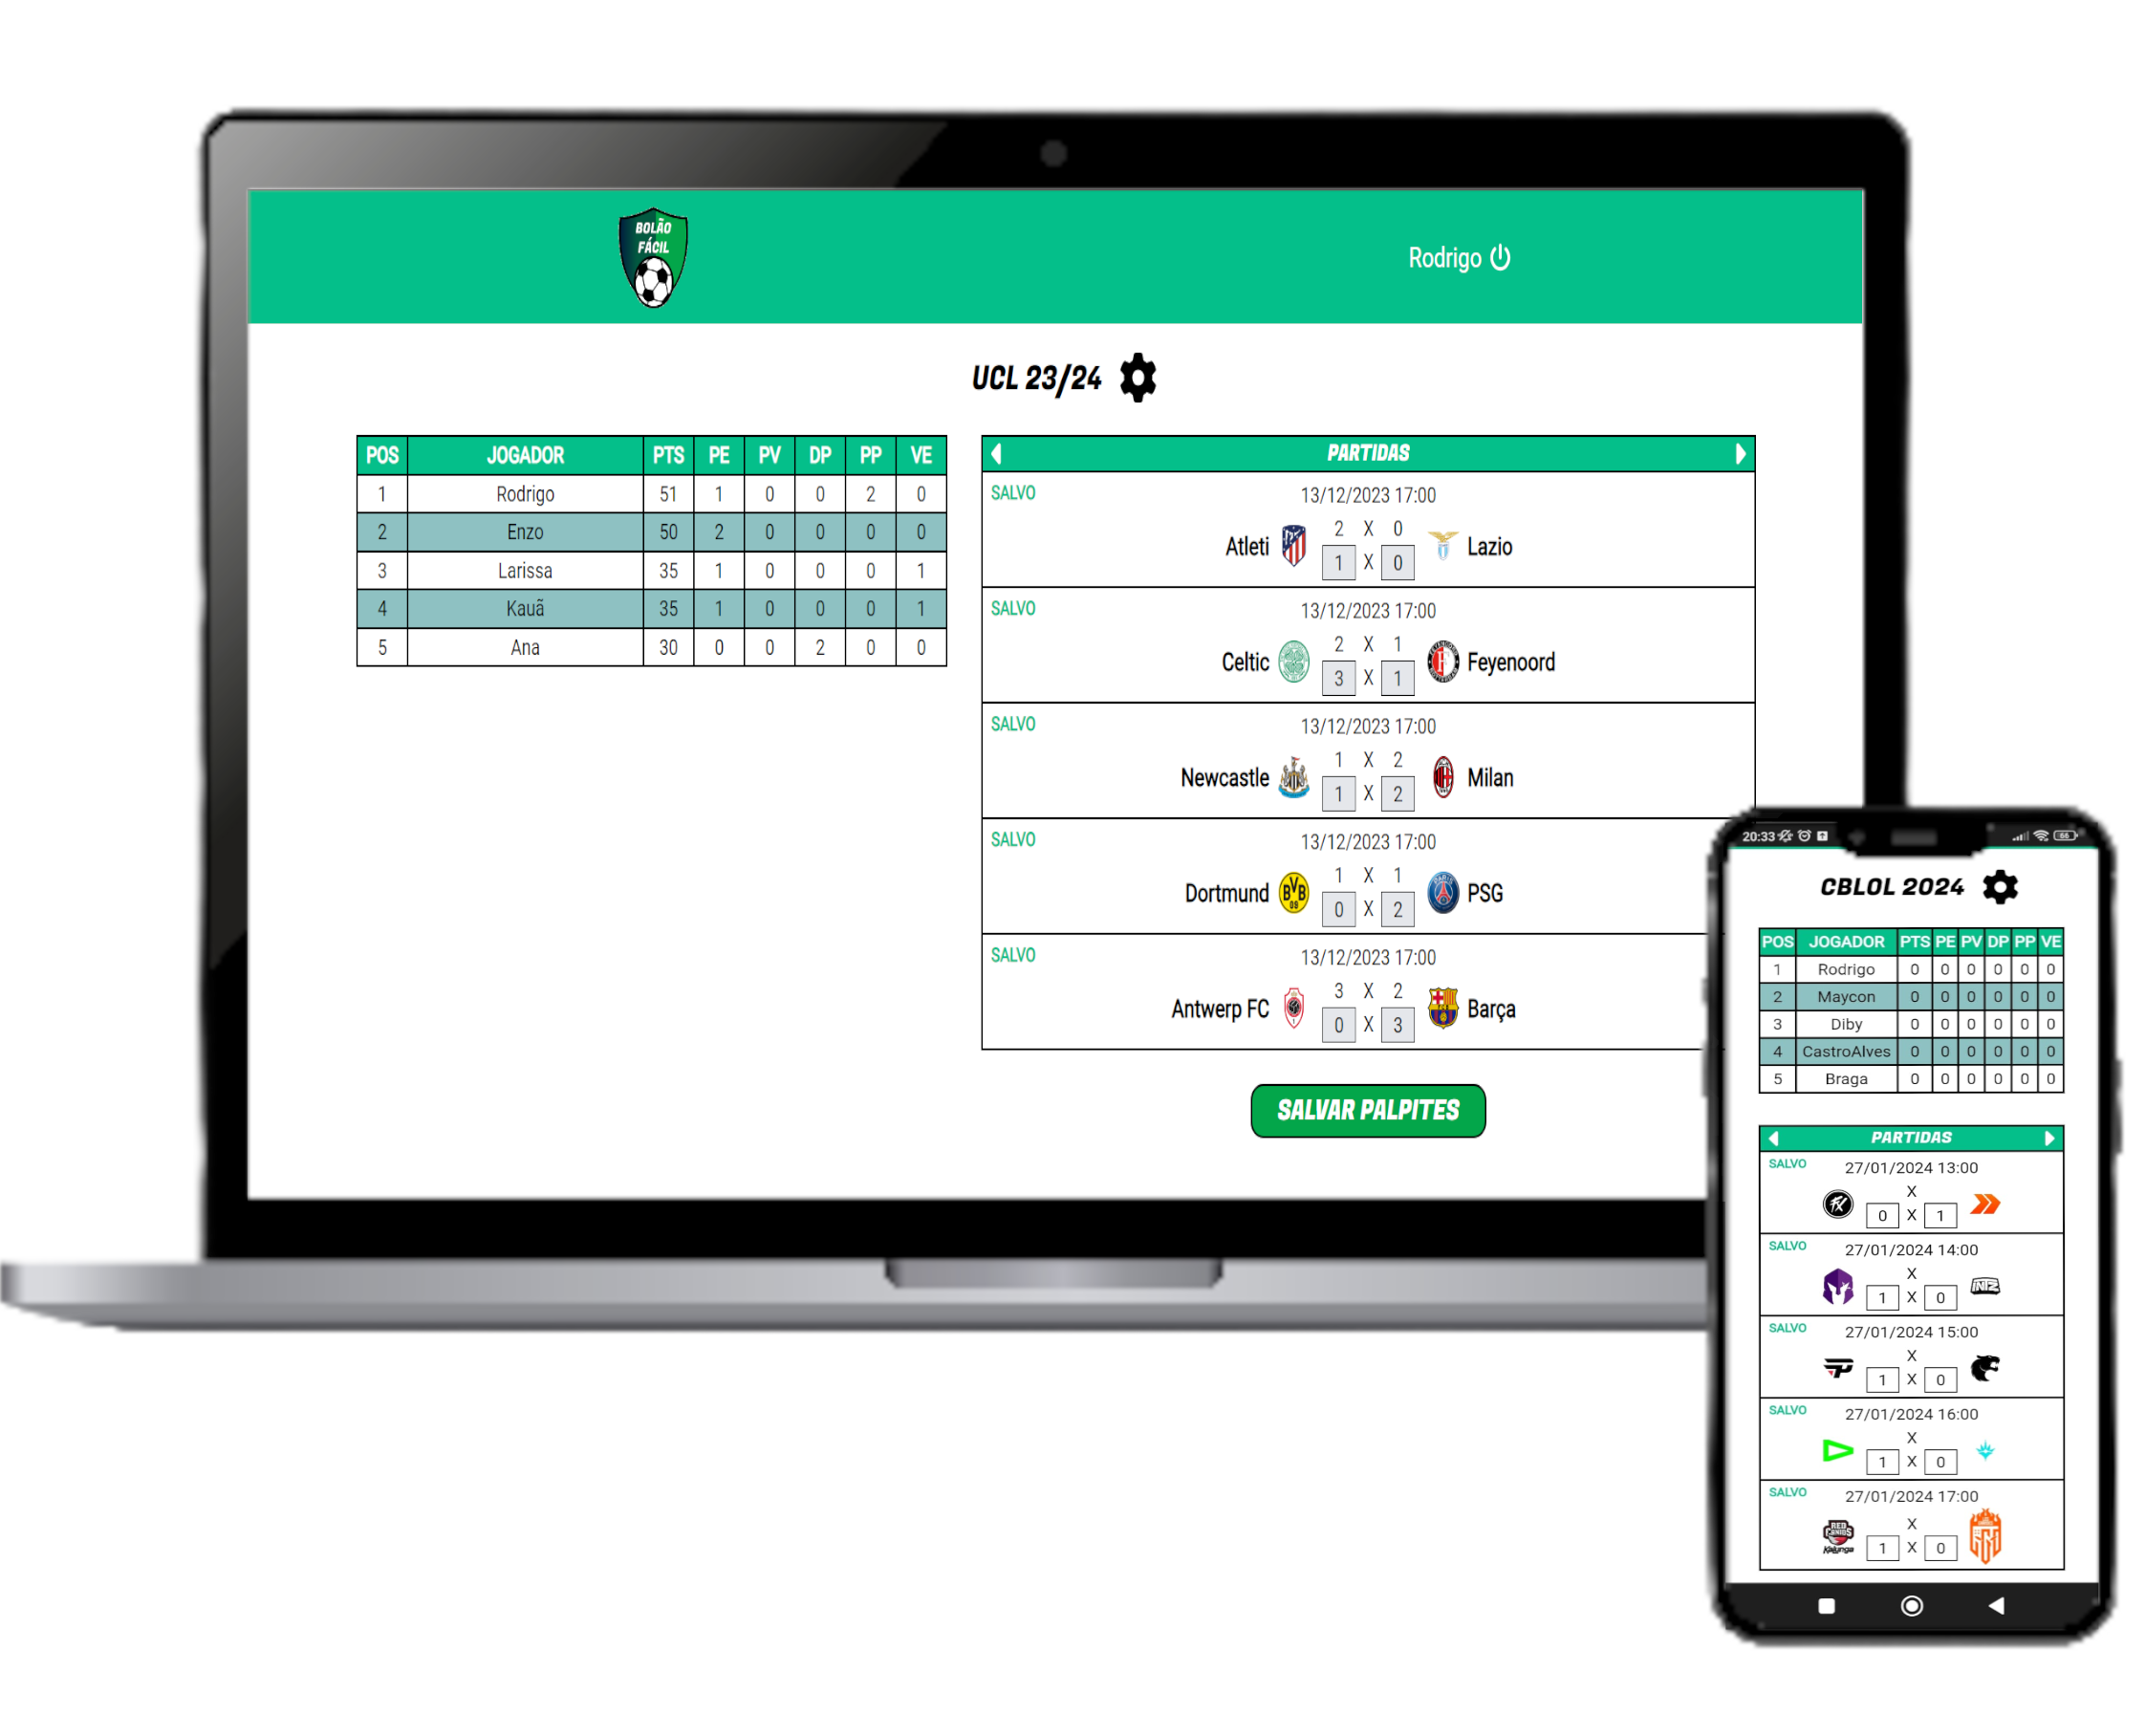 BOLÃO
FÁCIL
Rodrigo
UCL 23/24
POS JOGADOR PTS PE PV DP PP VE
1 Rodrigo 51 1 0 0 2 0
2 Enzo 50 2 0 0 0 0
3 Larissa 35 1 0 0 0 1
4 Kauã 35 1 0 0 0 1
5 Ana 30 0 0 2 0 0
PARTIDAS
SALVO 13/12/2023 17:00
2 X 0
Atleti Lazio
1 X 0
SALVO 13/12/2023 17:00
2 X 1
Celtic Feyenoord
3 X 1
SALVO 13/12/2023 17:00
1 X 2
Newcastle Milan
1 X 2
SALVO 13/12/2023 17:00
1 X 1
Dortmund BVB 09 PSG
0 X 2
SALVO 13/12/2023 17:00
3 X 2
Antwerp FC Barça
0 X 3
SALVAR PALPITES
20:33 66
CBLOL 2024
POS JOGADOR PTS PE PV DP PP VE
1 Rodrigo 0 0 0 0 0 0
2 Maycon 0 0 0 0 0 0
3 Diby 0 0 0 0 0 0
4 CastroAlves 0 0 0 0 0 0
5 Braga 0 0 0 0 0 0
PARTIDAS
SALVO 27/01/2024 13:00
X
0 X 1
SALVO 27/01/2024 14:00
X
INTZ
1 X 0
SALVO 27/01/2024 15:00
X
1 X 0
SALVO 27/01/2024 16:00
X
1 X 0
SALVO 27/01/2024 17:00
X
RED
CANIDS
Kalunga
1 X 0